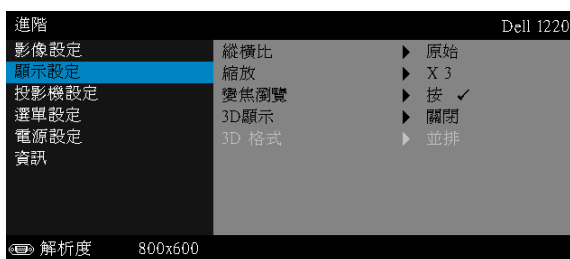 進階 Dell 1220
影像設定
顯示設定
投影機設定
選單設定
電源設定
資訊
縱橫比 ▶ 原始
縮放 ▶ X 3
變焦瀏覽 ▶ 按 ✓
3D顯示 ▶ 關閉
3D 格式 ▶ 並排
解析度 800x600